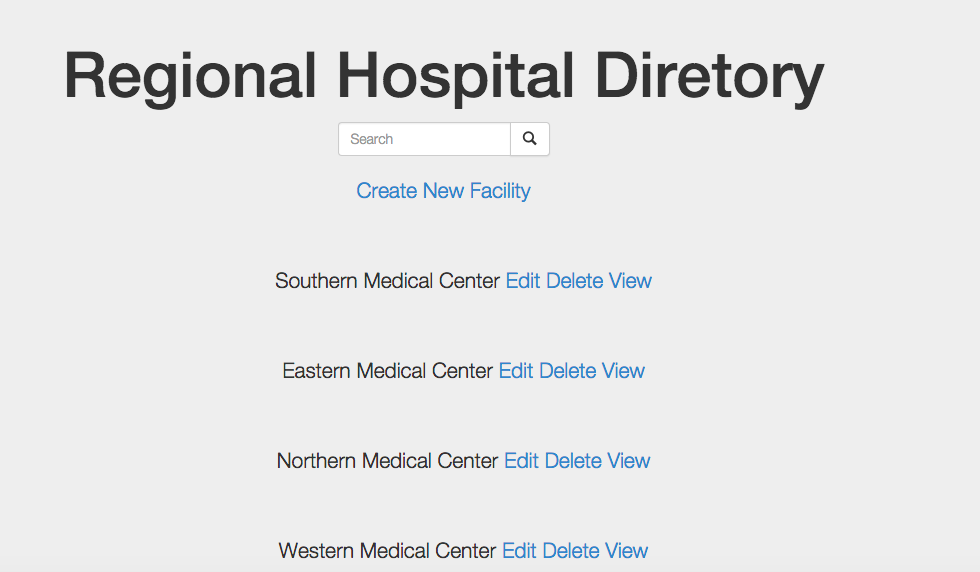 Regional Hospital Diretory
Search
Create New Facility
Southern Medical Center Edit Delete View
Eastern Medical Center Edit Delete View
Northern Medical Center Edit Delete View
Western Medical Center Edit Delete View